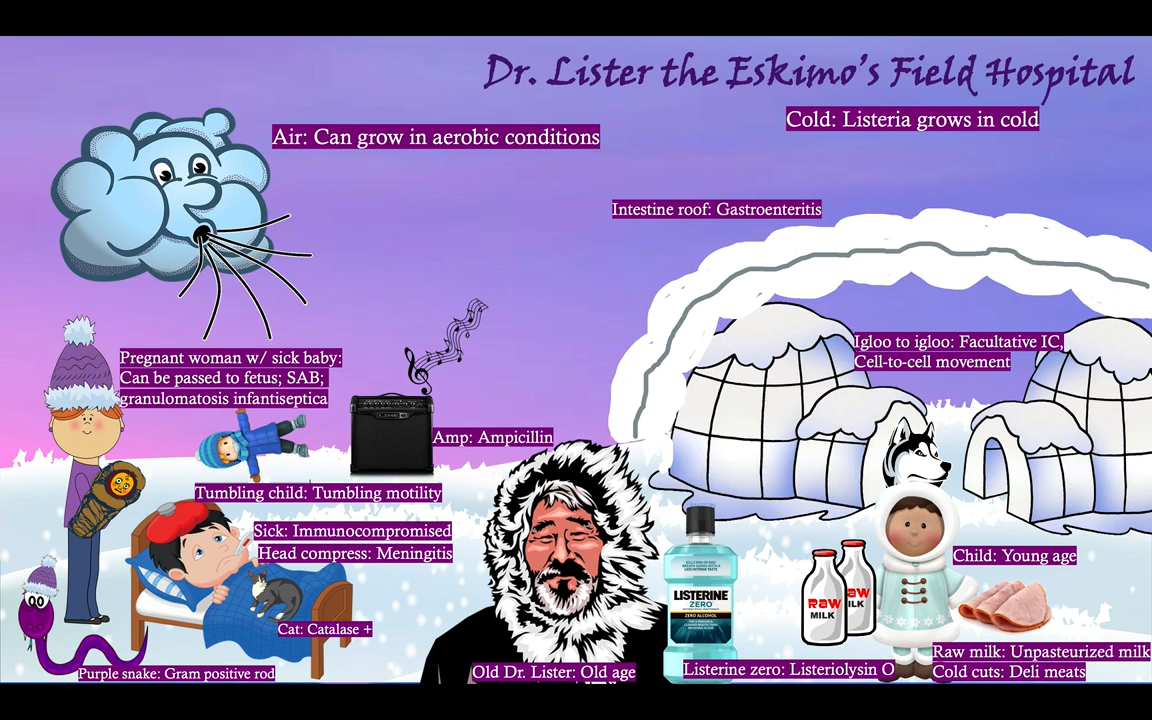 Dr. Lister the Eskimo's Field Hospital
Cold: Listeria grows in cold
Air: Can grow in aerobic conditions
Intestine roof: Gastroenteritis
Igloo to igloo: Facultative IC,
Cell-to-cell movement
Pregnant woman w/ sick baby:
Can be passed to fetus; SAB;
granulomatosis infantiseptica
Amp: Ampicillin
Tumbling child: Tumbling motility
Sick: Immunocompromised
Head compress: Meningitis
Cat: Catalase +
Purple snake: Gram positive rod
Old Dr. Lister: Old age
LISTERINE
ZERO
ZERO ALCOHOL
Listerine zero: Listeriolysin O
RAW
MILK
AW
ILK
Child: Young age
Raw milk: Unpasteurized milk
Cold cuts: Deli meats